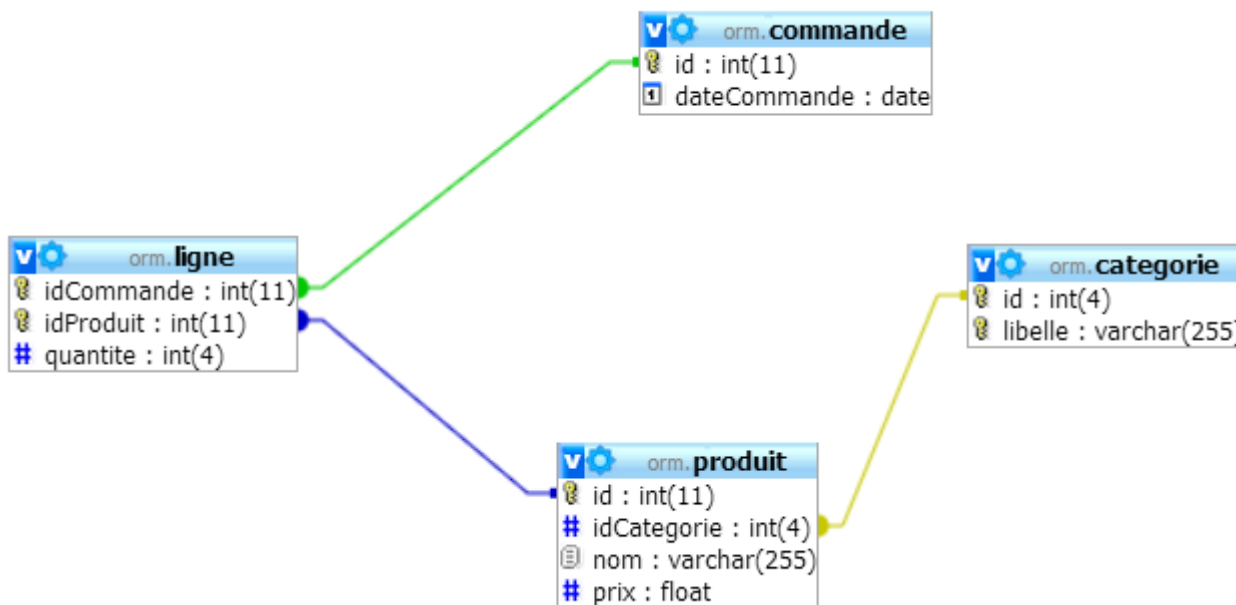 orm.commande
id : int(11)
dateCommande : date
orm.ligne
idCommande : int(11)
idProduit : int(11)
# quantite : int(4)
orm.categorie
id : int(4)
libelle : varchar(255)
orm.produit
id : int(11)
# idCategorie : int(4)
nom : varchar(255)
# prix : float